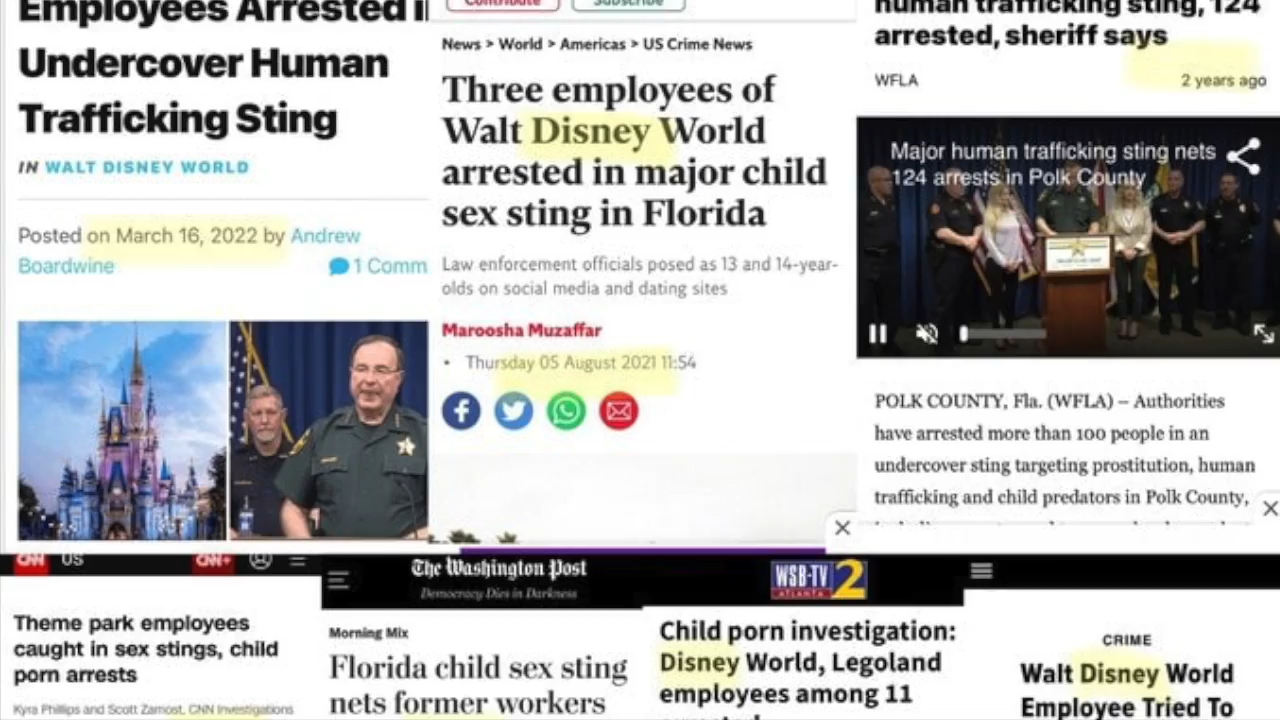 Employees Arrested i
Undercover Human
Trafficking Sting
IN WALT DISNEY WORLD
Posted on March 16, 2022 by Andrew
Boardwine
1 Comm
Contribute
Subscribe
News > World > Americas > US Crime News
Three employees of
Walt Disney World
arrested in major child
sex sting in Florida
Law enforcement officials posed as 13 and 14-year-
olds on social media and dating sites
Maroosha Muzaffar
• Thursday 05 August 2021 11:54
human trafficking sting, 124
arrested, sheriff says
WFLA
2 years ago
Major human trafficking sting nets
124 arrests in Polk County
POLK COUNTY, Fla. (WFLA) – Authorities
have arrested more than 100 people in an
undercover sting targeting prostitution, human
trafficking and child predators in Polk County,
CNN US
CNN+
Theme park employees
caught in sex stings, child
porn arrests
Kyra Phillips and Scott Zamost, CNN Investigations
The Washington Post
Democracy Dies in Darkness
Morning Mix
Florida child sex sting
nets former workers
WSB-TV 2
ATLANTA
Child porn investigation:
Disney World, Legoland
employees among 11
arrested
CRIME
Walt Disney World
Employee Tried To